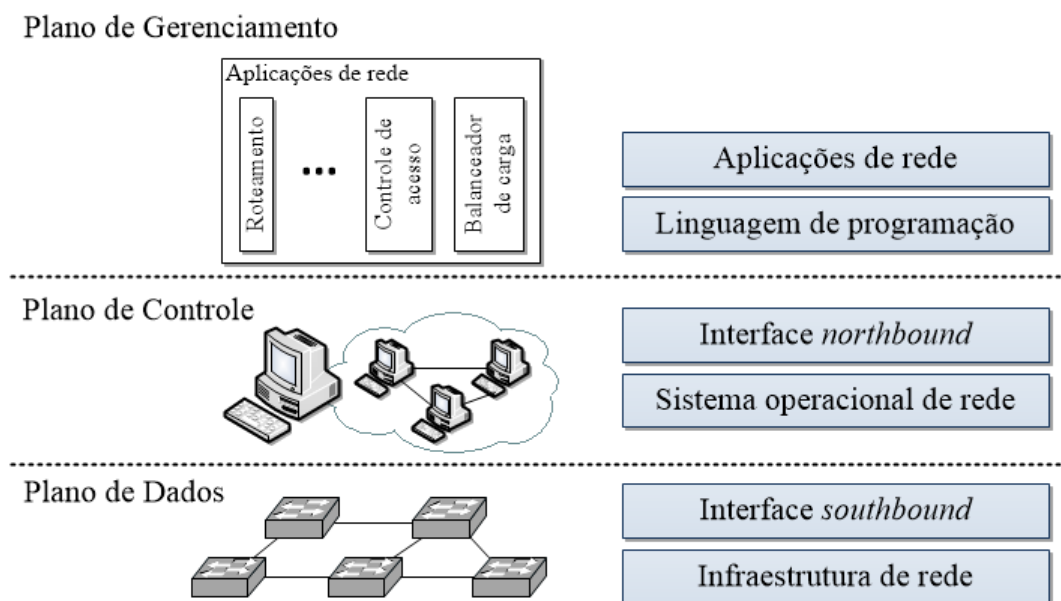 Plano de Gerenciamento
Aplicações de rede
Roteamento
...
Controle de
acesso
Balanceador
de carga
Aplicações de rede
Linguagem de programação
Plano de Controle
Interface northbound
Sistema operacional de rede
Plano de Dados
Interface southbound
Infraestrutura de rede